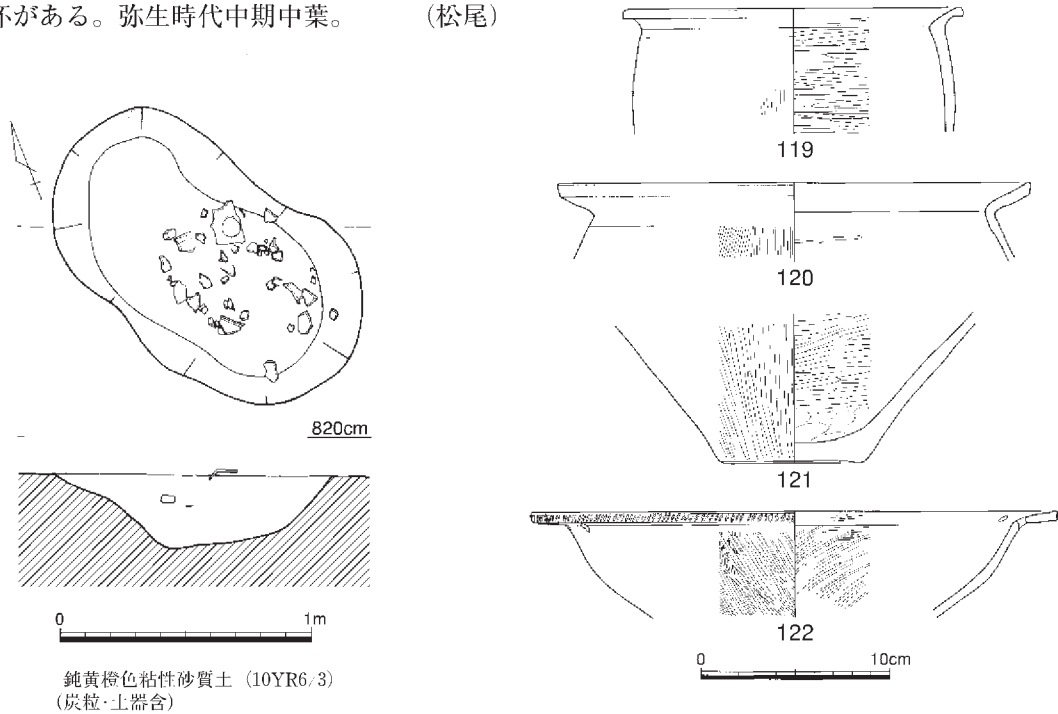 杯がある。弥生時代中期中葉。　（松尾）
820cm
0 1m
鈍黄橙色粘性砂質土（10YR6/3）
（炭粒・土器含）
119
120
121
122
0 10cm